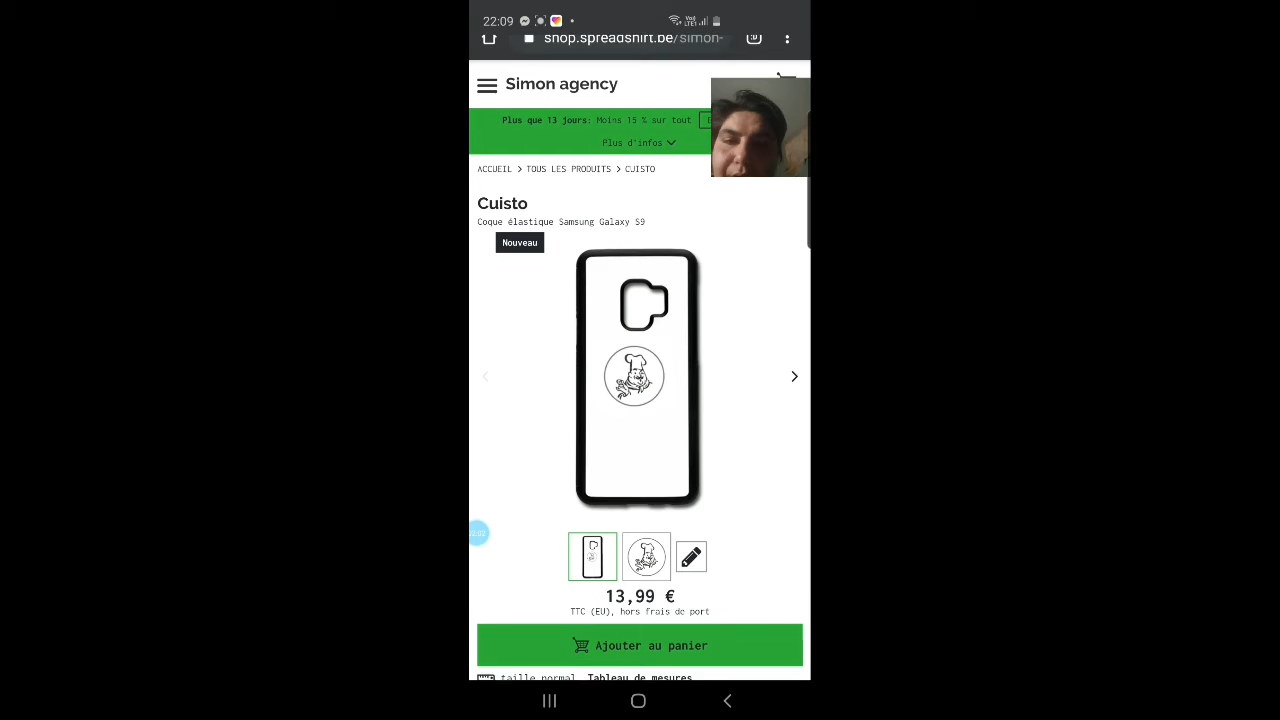 22:09
shop.spreadshirt.be/simon-
Simon agency
Plus que 13 jours: Moins 15 % sur tout
Plus d'infos
ACCUEIL > TOUS LES PRODUITS > CUISTO
Cuisto
Coque élastique Samsung Galaxy S9
Nouveau
13,99 €
TTC (EU), hors frais de port
Ajouter au panier
taille normal Tableau de mesures